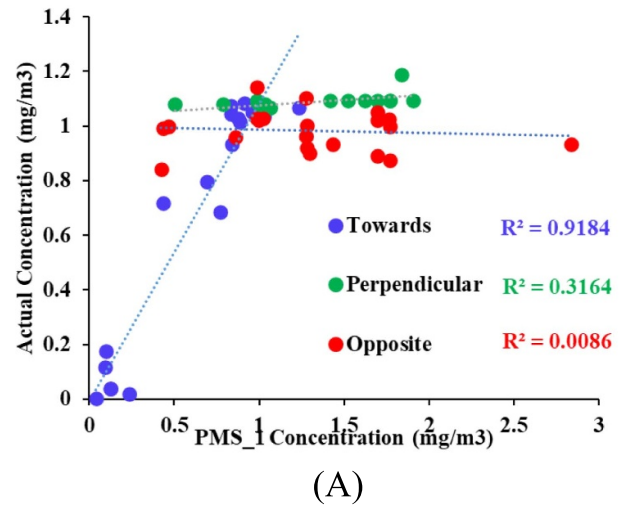 1.4
1.2
1
0.8
0.6
0.4
0.2
0
Actual Concentration (mg/m3)
Towards R² = 0.9184
Perpendicular R² = 0.3164
Opposite R² = 0.0086
0 0.5 1 1.5 2 2.5 3
PMS_1 Concentration (mg/m3)
(A)